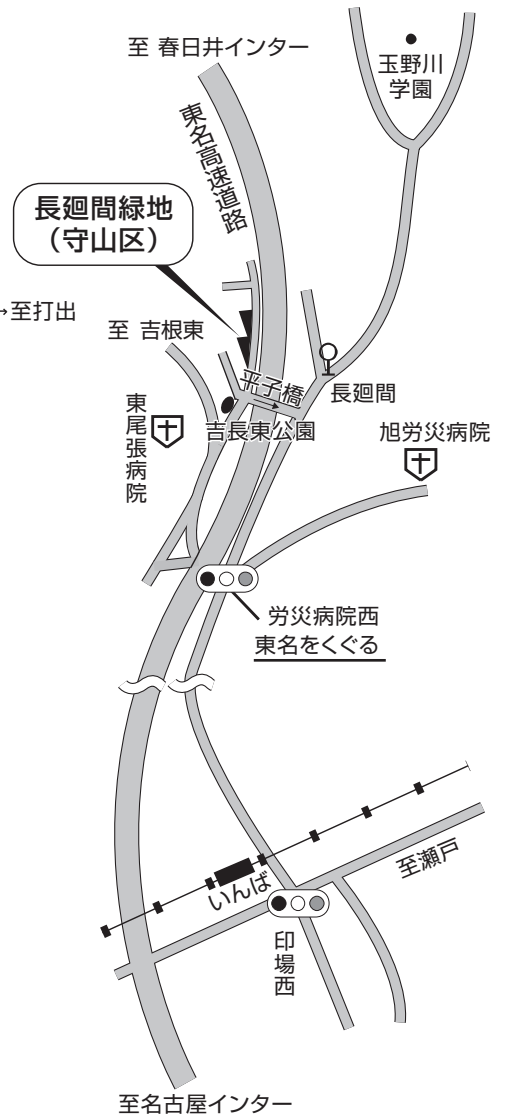 至 春日井インター
玉野川
学園
東名高速道路
長廻間緑地
（守山区）
→至打出
至 吉根東
平子橋
長廻間
東尾張病院
吉長東公園
旭労災病院
労災病院西
東名をくぐる
いんば
至瀬戸
印場西
至名古屋インター